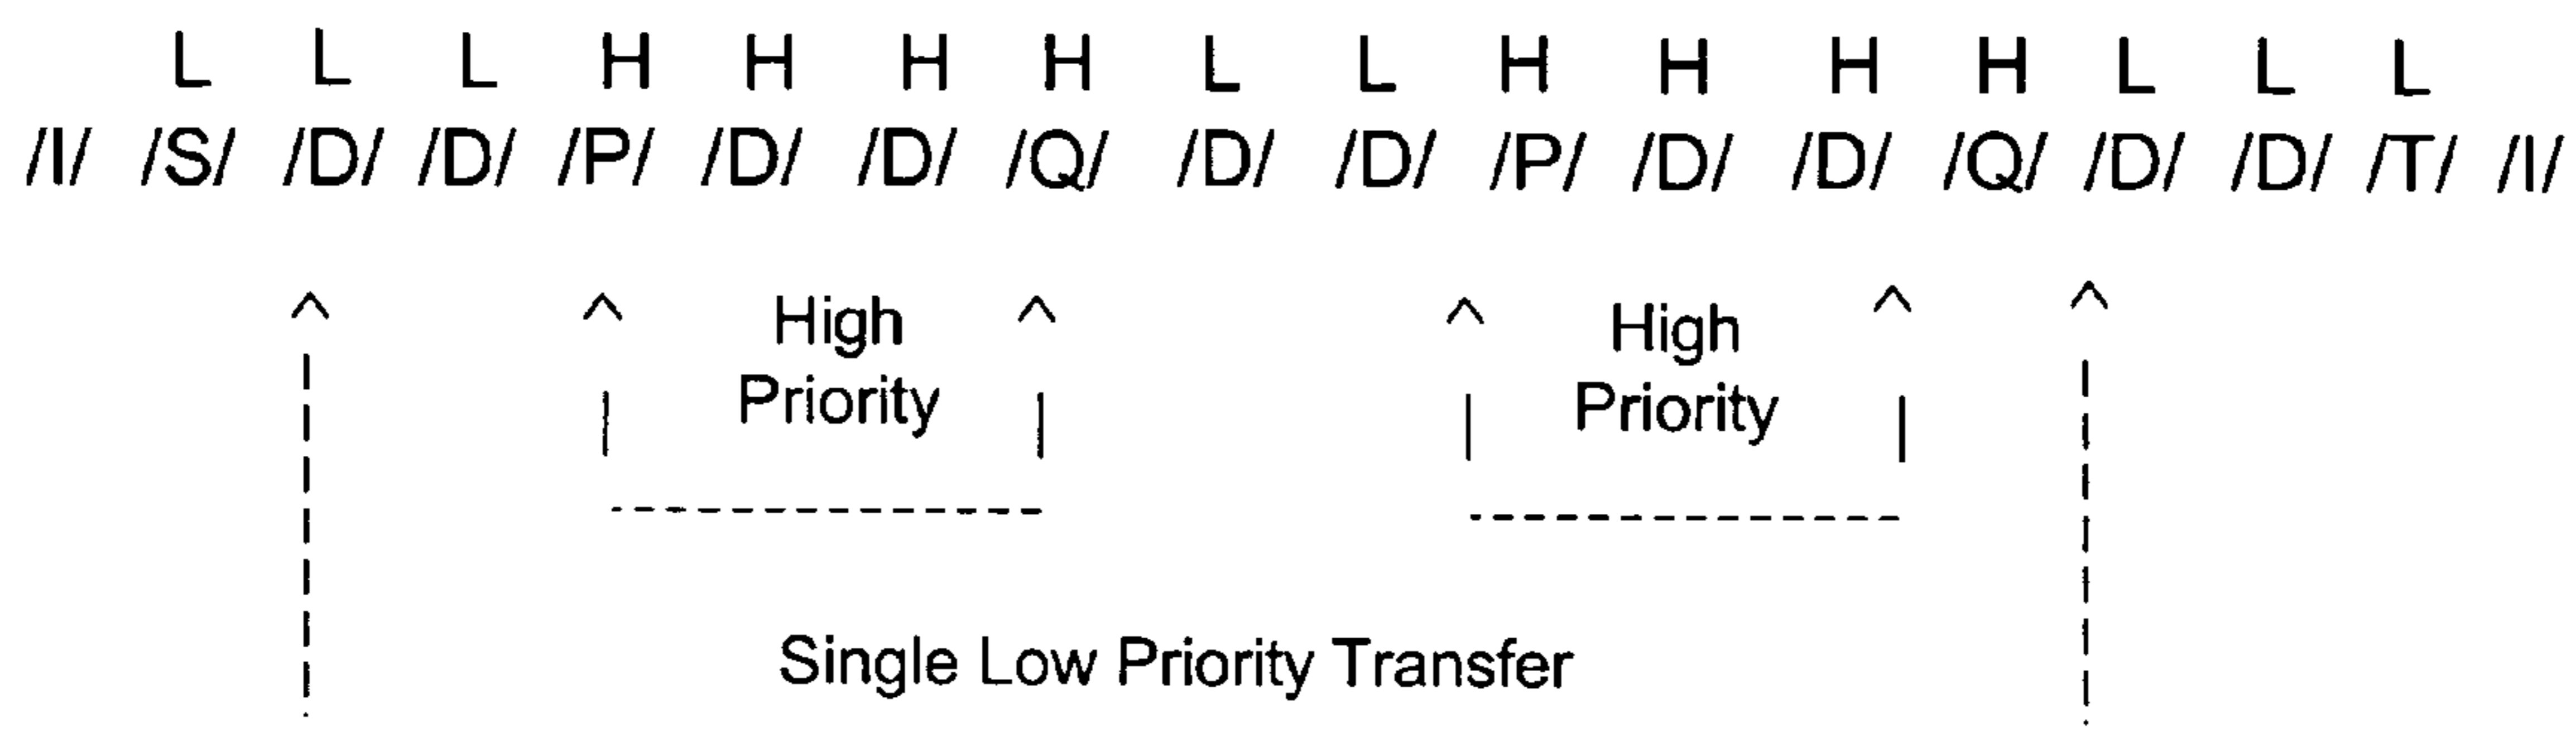 L L L H H H H L L H H H H L L L
/I/ /S/ /D/ /D/ /P/ /D/ /D/ /Q/ /D/ /D/ /P/ /D/ /D/ /Q/ /D/ /D/ /T/ /I/
High High
Priority Priority
Single Low Priority Transfer